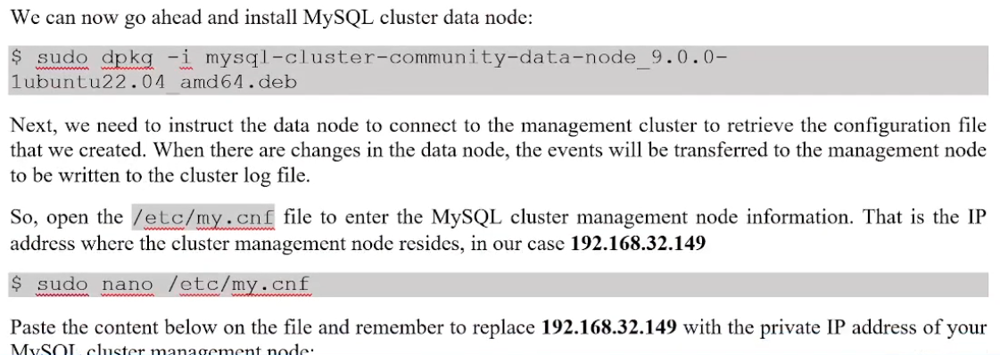 We can now go ahead and install MySQL cluster data node:
$ sudo dpkg -i mysql-cluster-community-data-node_9.0.0-
1ubuntu22.04_amd64.deb
Next, we need to instruct the data node to connect to the management cluster to retrieve the configuration file
that we created. When there are changes in the data node, the events will be transferred to the management node
to be written to the cluster log file.
So, open the /etc/my.cnf file to enter the MySQL cluster management node information. That is the IP
address where the cluster management node resides, in our case 192.168.32.149
$ sudo nano /etc/my.cnf
Paste the content below on the file and remember to replace 192.168.32.149 with the private IP address of your
MySQL cluster management node: